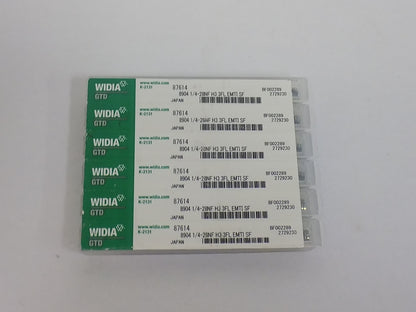 WIDIA
GTD
www.widia.com
K-2131
87614
8904 1/4-28NF H3 3FL EMTI SF
JAPAN
BF002289
2729230
WIDIA
GTD
www.widia.com
K-2131
87614
8904 1/4-28NF H3 3FL EMTI SF
JAPAN
BF002289
2729230
WIDIA
GTD
www.widia.com
K-2131
87614
8904 1/4-28NF H3 3FL EMTI SF
JAPAN
BF002289
2729230
WIDIA
GTD
www.widia.com
K-2131
87614
8904 1/4-28NF H3 3FL EMTI SF
JAPAN
BF002289
2729230
WIDIA
GTD
www.widia.com
K-2131
87614
8904 1/4-28NF H3 3FL EMTI SF
JAPAN
BF002289
2729230
WIDIA
GTD
www.widia.com
K-2131
87614
8904 1/4-28NF H3 3FL EMTI SF
JAPAN
BF002289
2729230